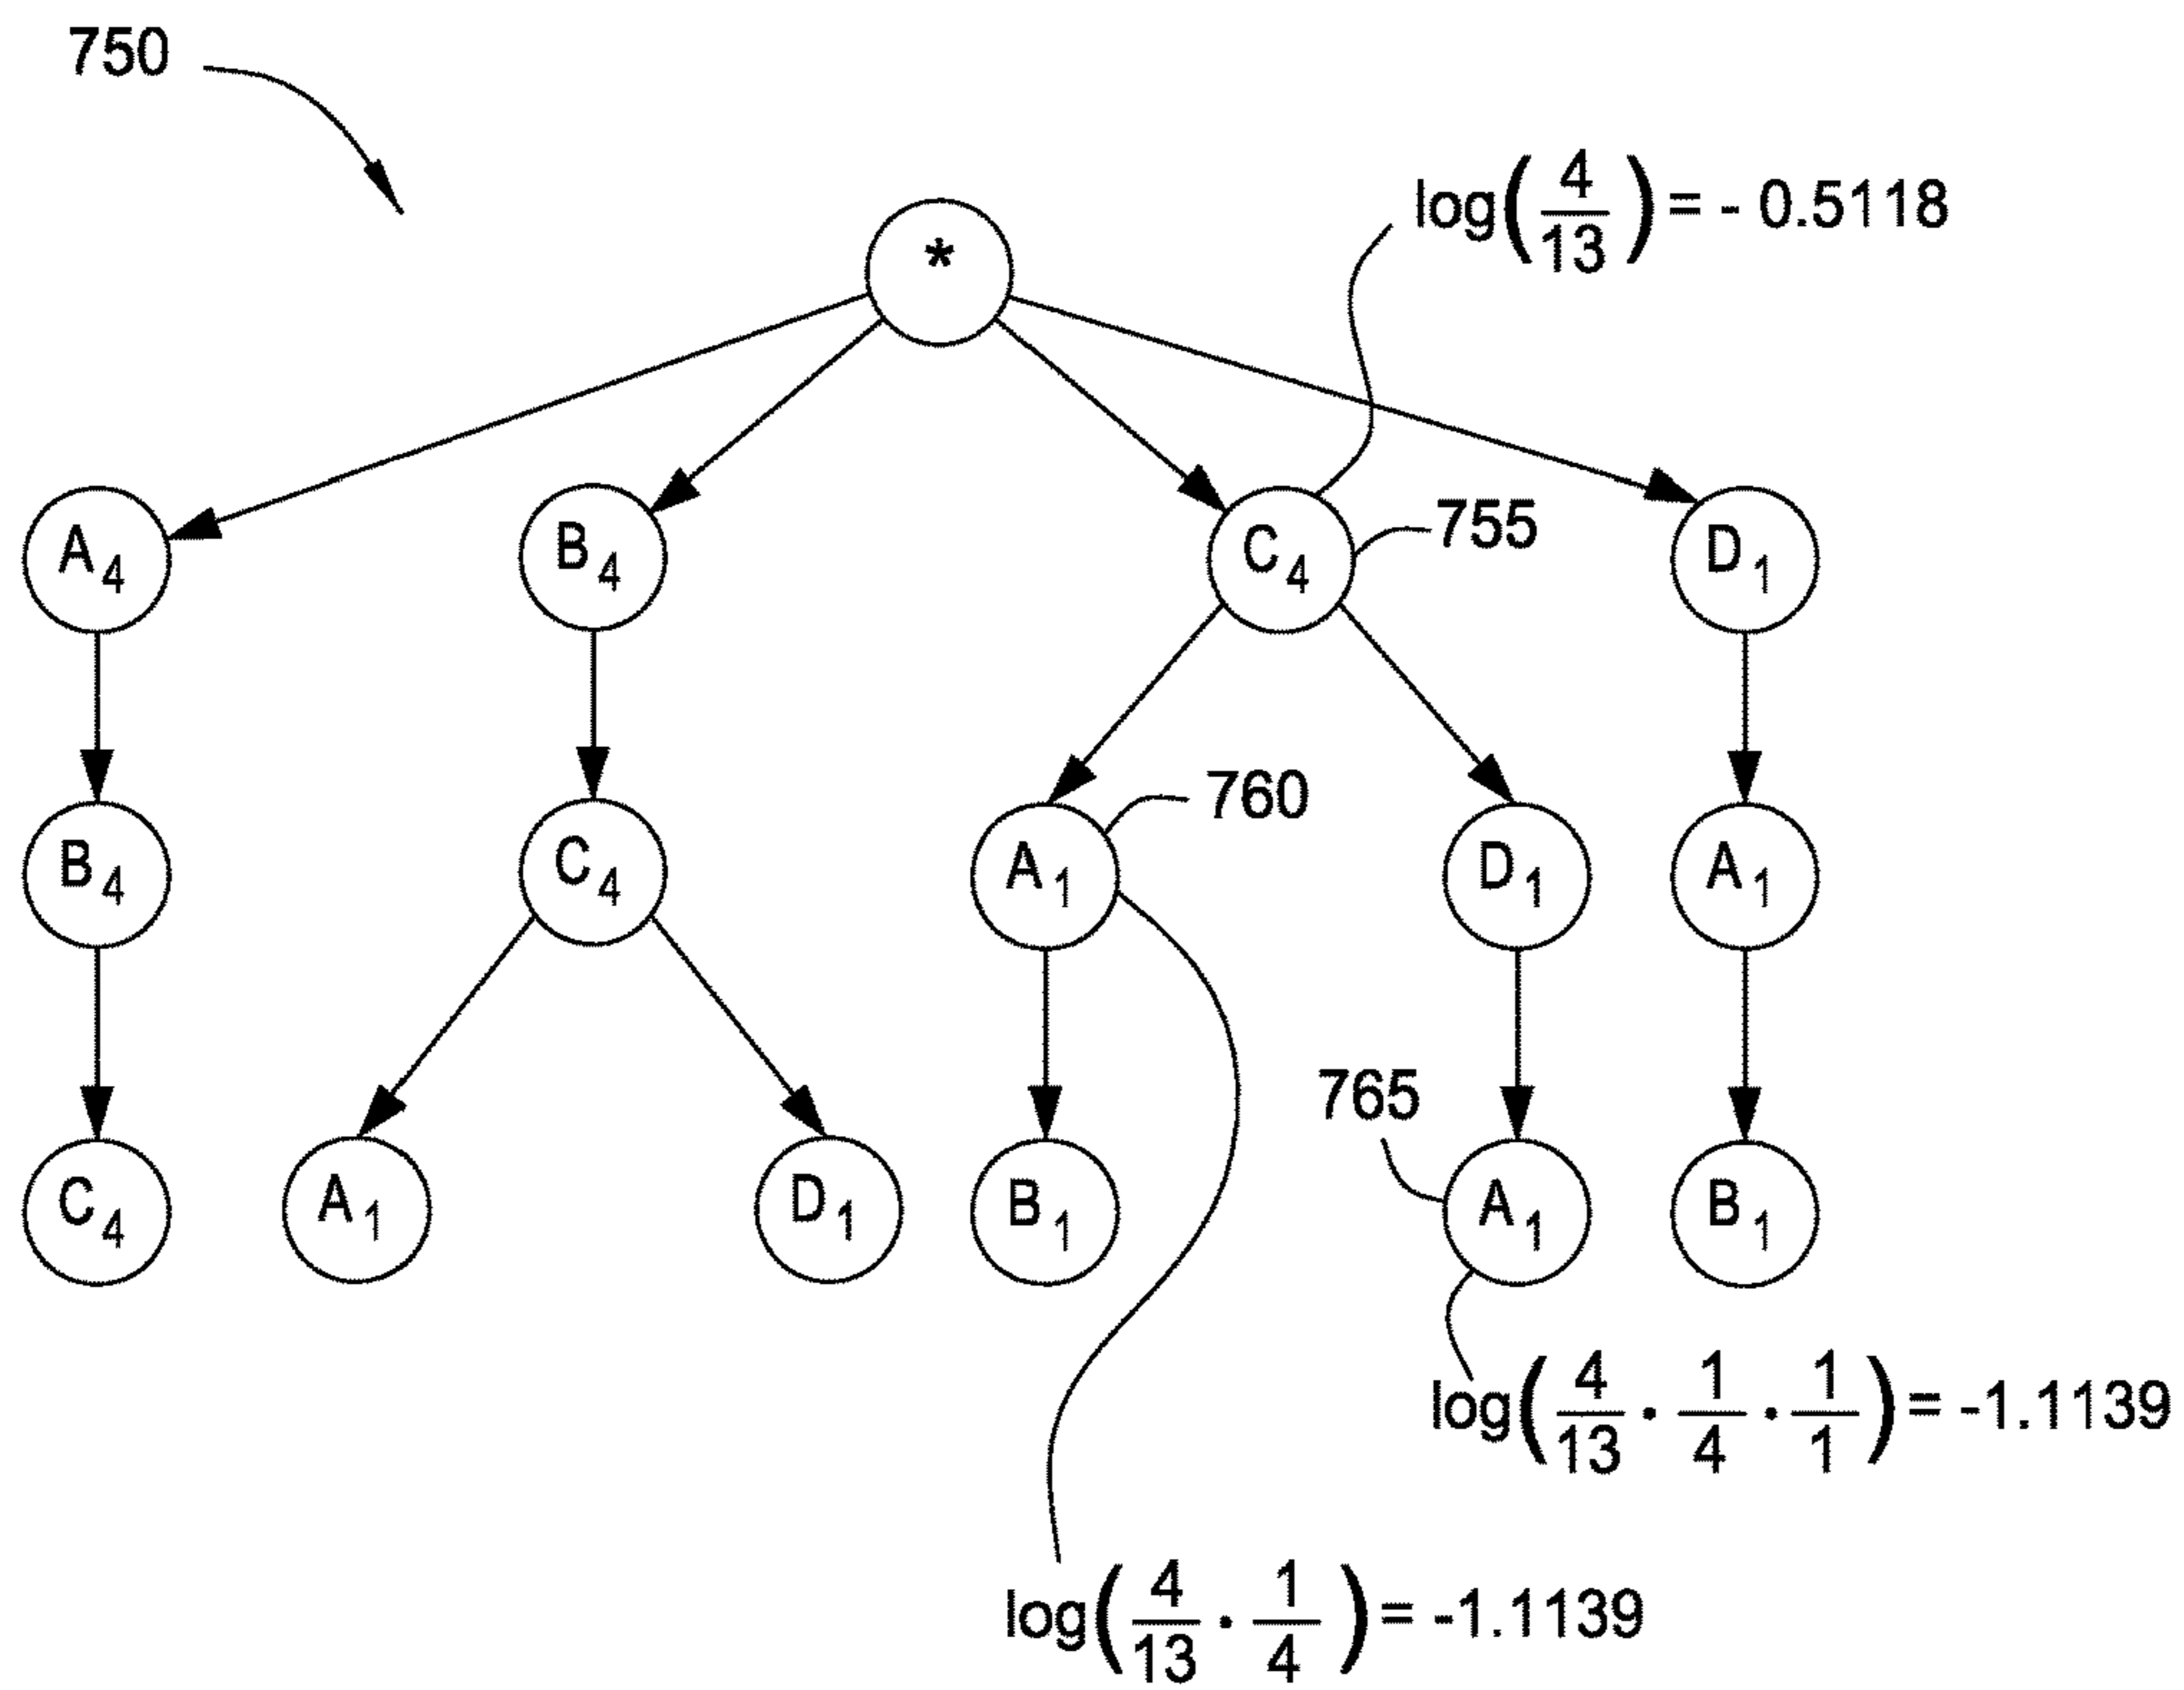 750
log(4/13) = - 0.5118
*
A4
B4
C4
755
D1
B4
C4
A1
760
D1
A1
C4
A1
D1
B1
765
A1
B1
log(4/13 · 1/4 · 1/1) = -1.1139
log(4/13 · 1/4) = -1.1139